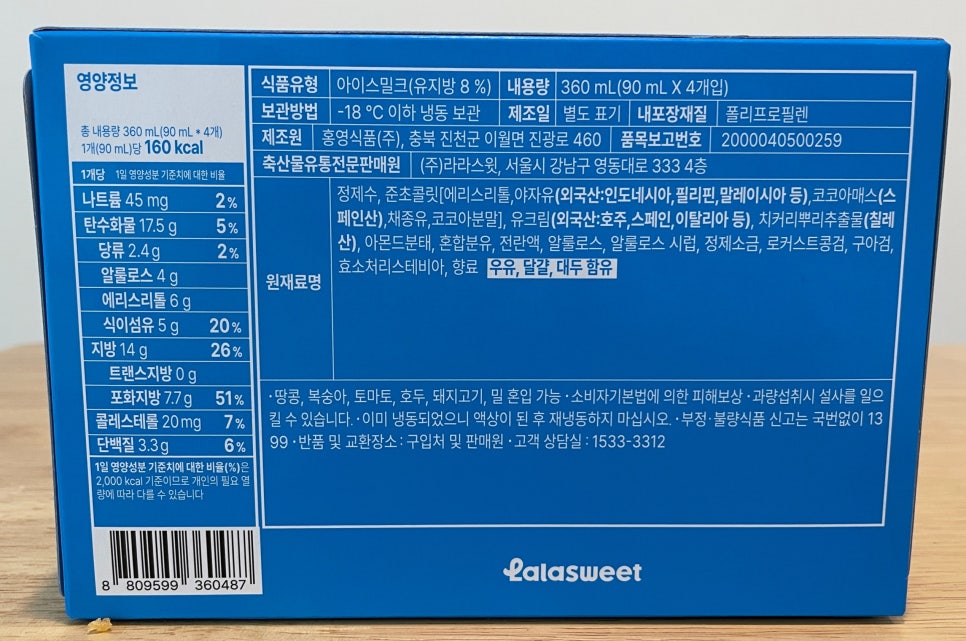 영양정보
총 내용량 360 mL(90 mL * 4개)
1개(90 mL)당 160 kcal
1개당 1일 영양성분 기준치에 대한 비율
나트륨 45 mg 2%
탄수화물 17.5 g 5%
당류 2.4 g 2%
알룰로스 4 g
에리스리톨 6 g
식이섬유 5 g 20%
지방 14 g 26%
트랜스지방 0 g
포화지방 7.7 g 51%
콜레스테롤 20 mg 7%
단백질 3.3 g 6%
1일 영양성분 기준치에 대한 비율(%)은
2,000 kcal 기준이므로 개인의 필요 열
량에 따라 다를 수 있습니다
8 809599 360487
식품유형 아이스밀크(유지방 8 %) 내용량 360 mL(90 mL X 4개입)
보관방법 -18 ℃ 이하 냉동 보관 제조일 별도 표기 내포장재질 폴리프로필렌
제조원 홍영식품(주), 충북 진천군 이월면 진광로 460 품목보고번호 2000040500259
축산물유통전문판매원 (주)라라스윗, 서울시 강남구 영동대로 333 4층
원재료명
정제수, 준초콜릿[에리스리톨,야자유(외국산:인도네시아,필리핀,말레이시아 등),코코아매스(스
페인산),채종유,코코아분말], 유크림(외국산:호주,스페인,이탈리아 등), 치커리뿌리추출물(칠레
산), 아몬드분태, 혼합분유, 전란액, 알룰로스, 알룰로스 시럽, 정제소금, 로커스트콩검, 구아검,
효소처리스테비아, 향료 우유, 달걀, 대두 함유
·땅콩, 복숭아, 토마토, 호두, 돼지고기, 밀 혼입 가능 ·소비자기본법에 의한 피해보상 ·과량섭취시 설사를 일으
킬 수 있습니다. ·이미 냉동되었으니 액상이 된 후 재냉동하지 마십시오. ·부정·불량식품 신고는 국번없이 13
99 ·반품 및 교환장소 : 구입처 및 판매원 ·고객 상담실 : 1533-3312
Lalasweet